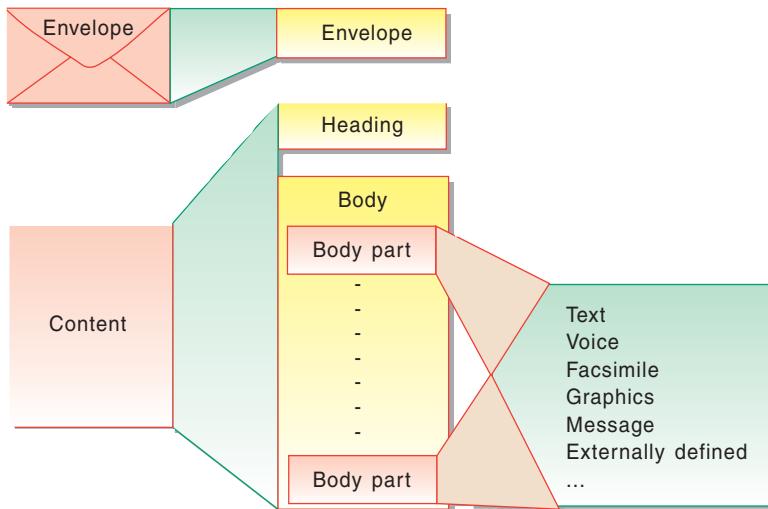 Envelope
Envelope
Heading
Body
Body part
-
-
-
-
-
-
-
Body part
Content
Text
Voice
Facsimile
Graphics
Message
Externally defined
...